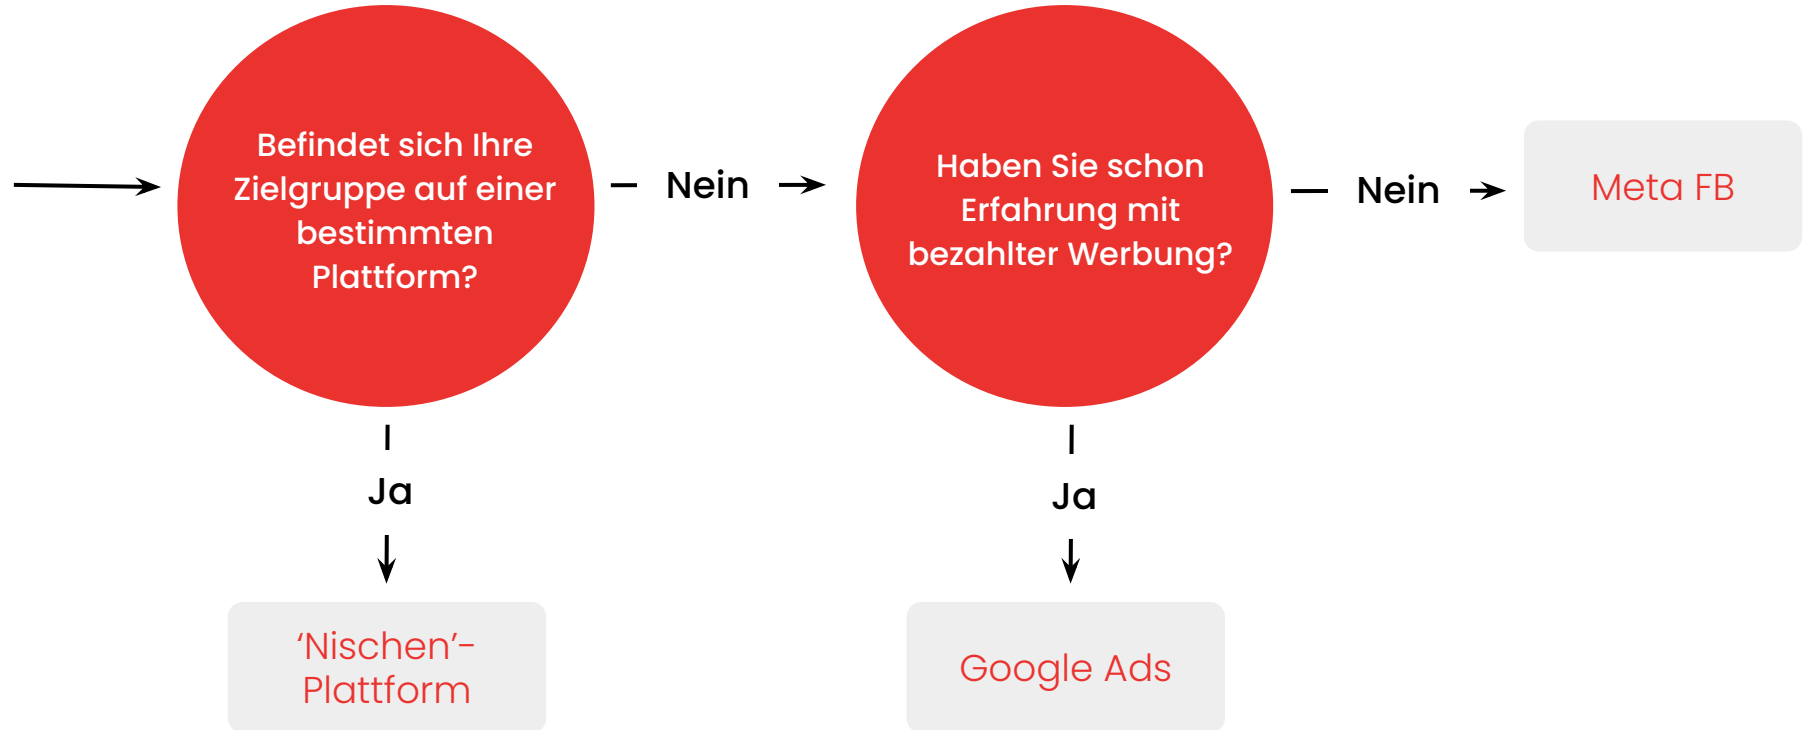 Befindet sich Ihre
Zielgruppe auf einer
bestimmten
Plattform?
Nein
Haben Sie schon
Erfahrung mit
bezahlter Werbung?
Nein
Meta FB
Ja
Ja
‘Nischen’-
Plattform
Google Ads